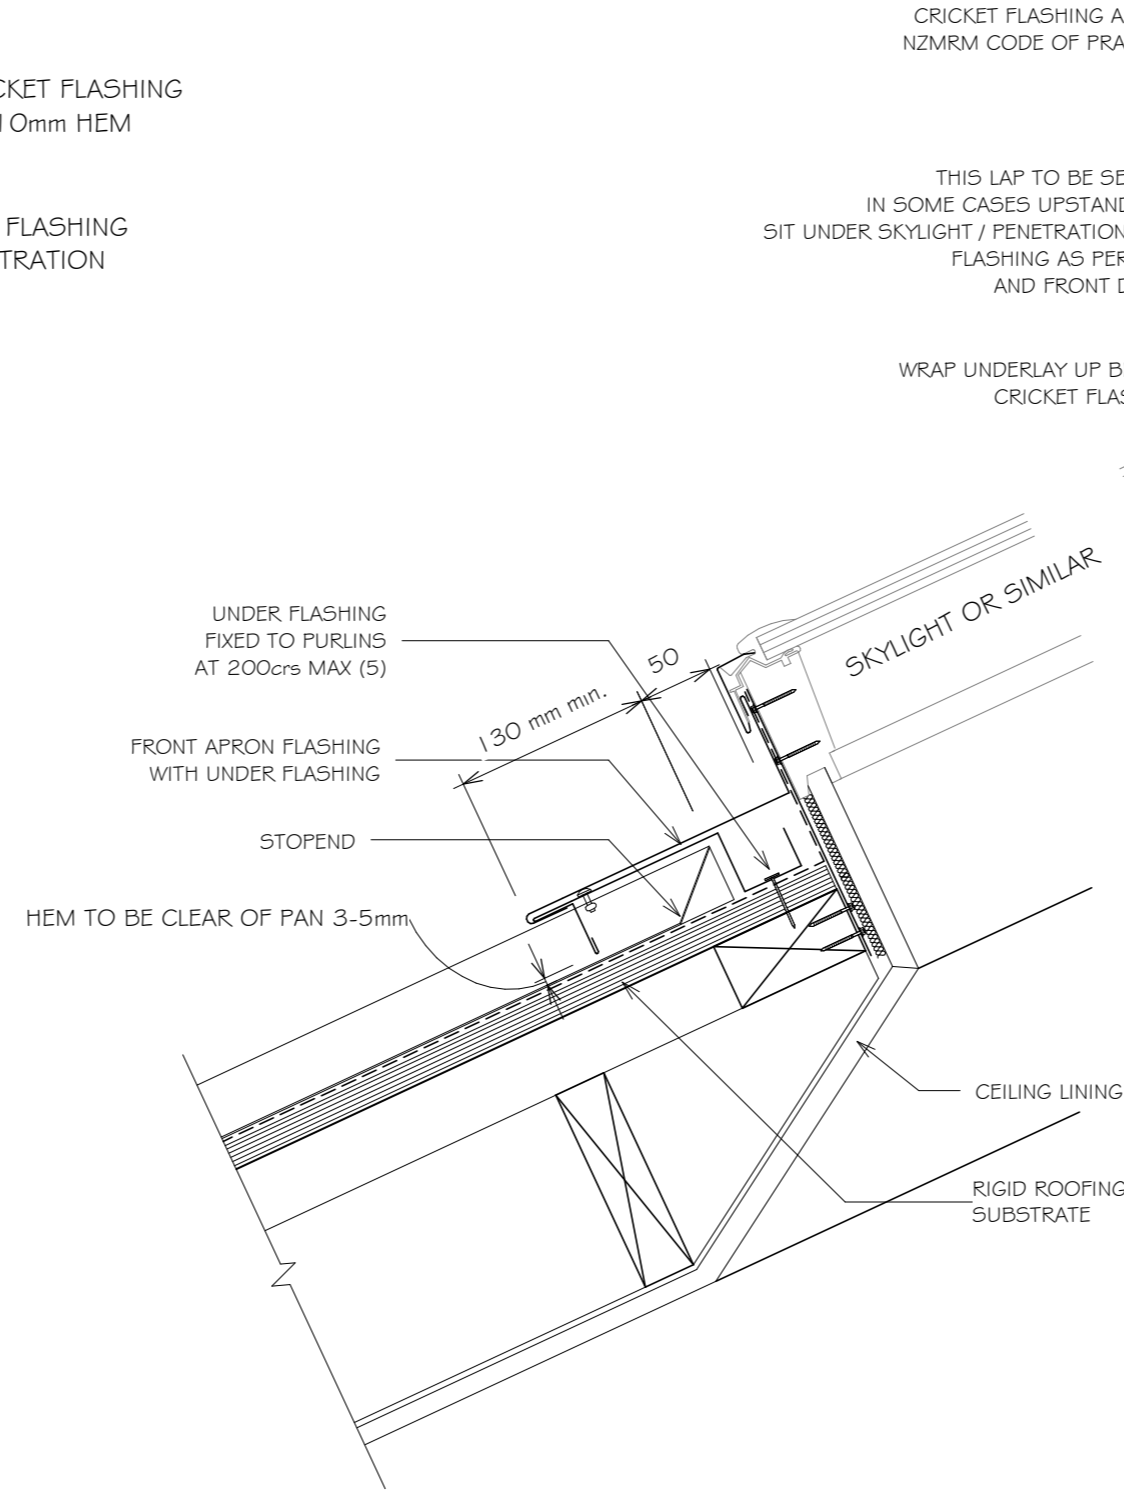 CRICKET FLASHING A
NZMRM CODE OF PRA
CKET FLASHING
10mm HEM
FLASHING
TRATION
THIS LAP TO BE SE
IN SOME CASES UPSTAND
SIT UNDER SKYLIGHT / PENETRATION
FLASHING AS PER
AND FRONT D
WRAP UNDERLAY UP B
CRICKET FLAS
SKYLIGHT OR SIMILAR
UNDER FLASHING
FIXED TO PURLINS
AT 200crs MAX (5)
50
130 mm min.
FRONT APRON FLASHING
WITH UNDER FLASHING
STOPEND
HEM TO BE CLEAR OF PAN 3-5mm
CEILING LINING
RIGID ROOFING
SUBSTRATE